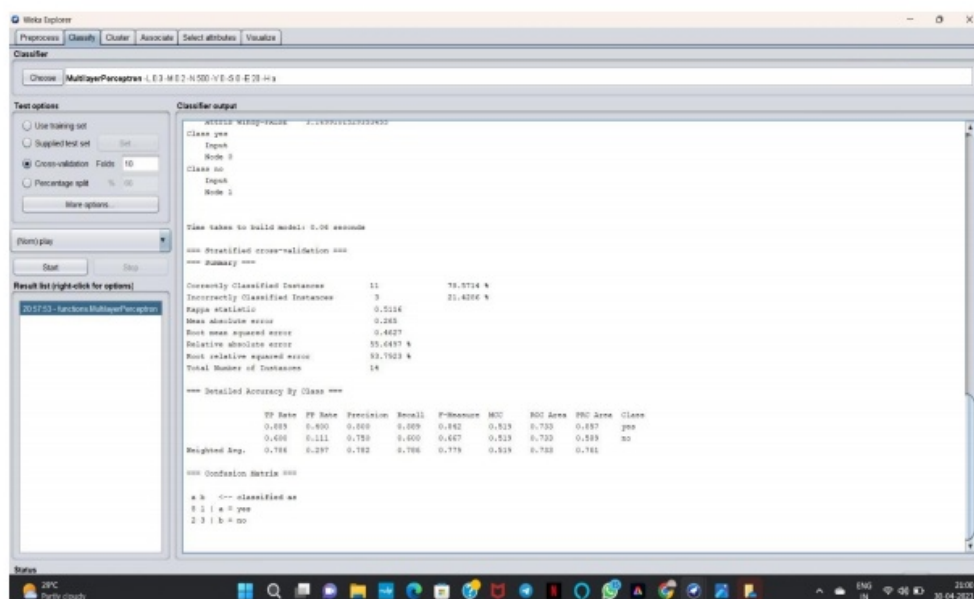 Weka Explorer
Preprocess Classify Cluster Associate Select attributes Visualize
Classifier
Choose MultilayerPerceptron -L 0.3 -M 0.2 -N 500 -V 0 -S 0 -E 20 -H a
Test options
Use training set
Supplied test set Set...
Cross-validation Folds 10
Percentage split % 66
More options...
(Nom) play
Start Stop
Result list (right-click for options)
20:57:53 - functions.MultilayerPerceptron
Classifier output
Class yes
Input
Node 0
Class no
Input
Node 1
Time taken to build model: 0.06 seconds
=== Stratified cross-validation ===
=== Summary ===
Correctly Classified Instances 11 78.5714 %
Incorrectly Classified Instances 3 21.4286 %
Kappa statistic 0.5116
Mean absolute error 0.265
Root mean squared error 0.4627
Relative absolute error
Root relative squared error 93.7923 %
Total Number of Instances 14
=== Detailed Accuracy By Class ===
TP Rate FP Rate Precision Recall F-Measure MCC ROC Area PRC Area Class
0.889 0.400 0.800 0.889 0.842 0.519 0.733 0.857 yes
0.600 0.111 0.750 0.600 0.667 0.519 0.733 no
Weighted Avg. 0.786 0.297 0.782 0.786 0.779 0.519 0.733 0.761
=== Confusion Matrix ===
a b <-- classified as
8 1 | a = yes
2 3 | b = no
Status
29°C
Partly cloudy
ENG
IN
21:00
30-04-2023